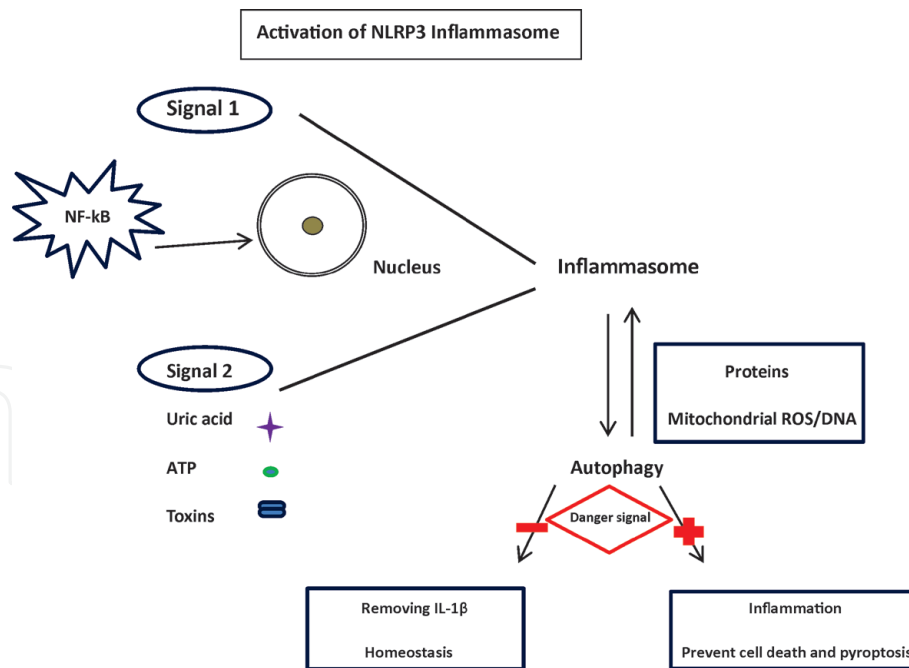 Activation of NLRP3 Inflammasome
Signal 1
NF-kB
Nucleus
Inflammasome
Signal 2
Uric acid
ATP
Toxins
Proteins
Mitochondrial ROS/DNA
Autophagy
Danger signal
Removing IL-1β
Homeostasis
Inflammation
Prevent cell death and pyroptosis